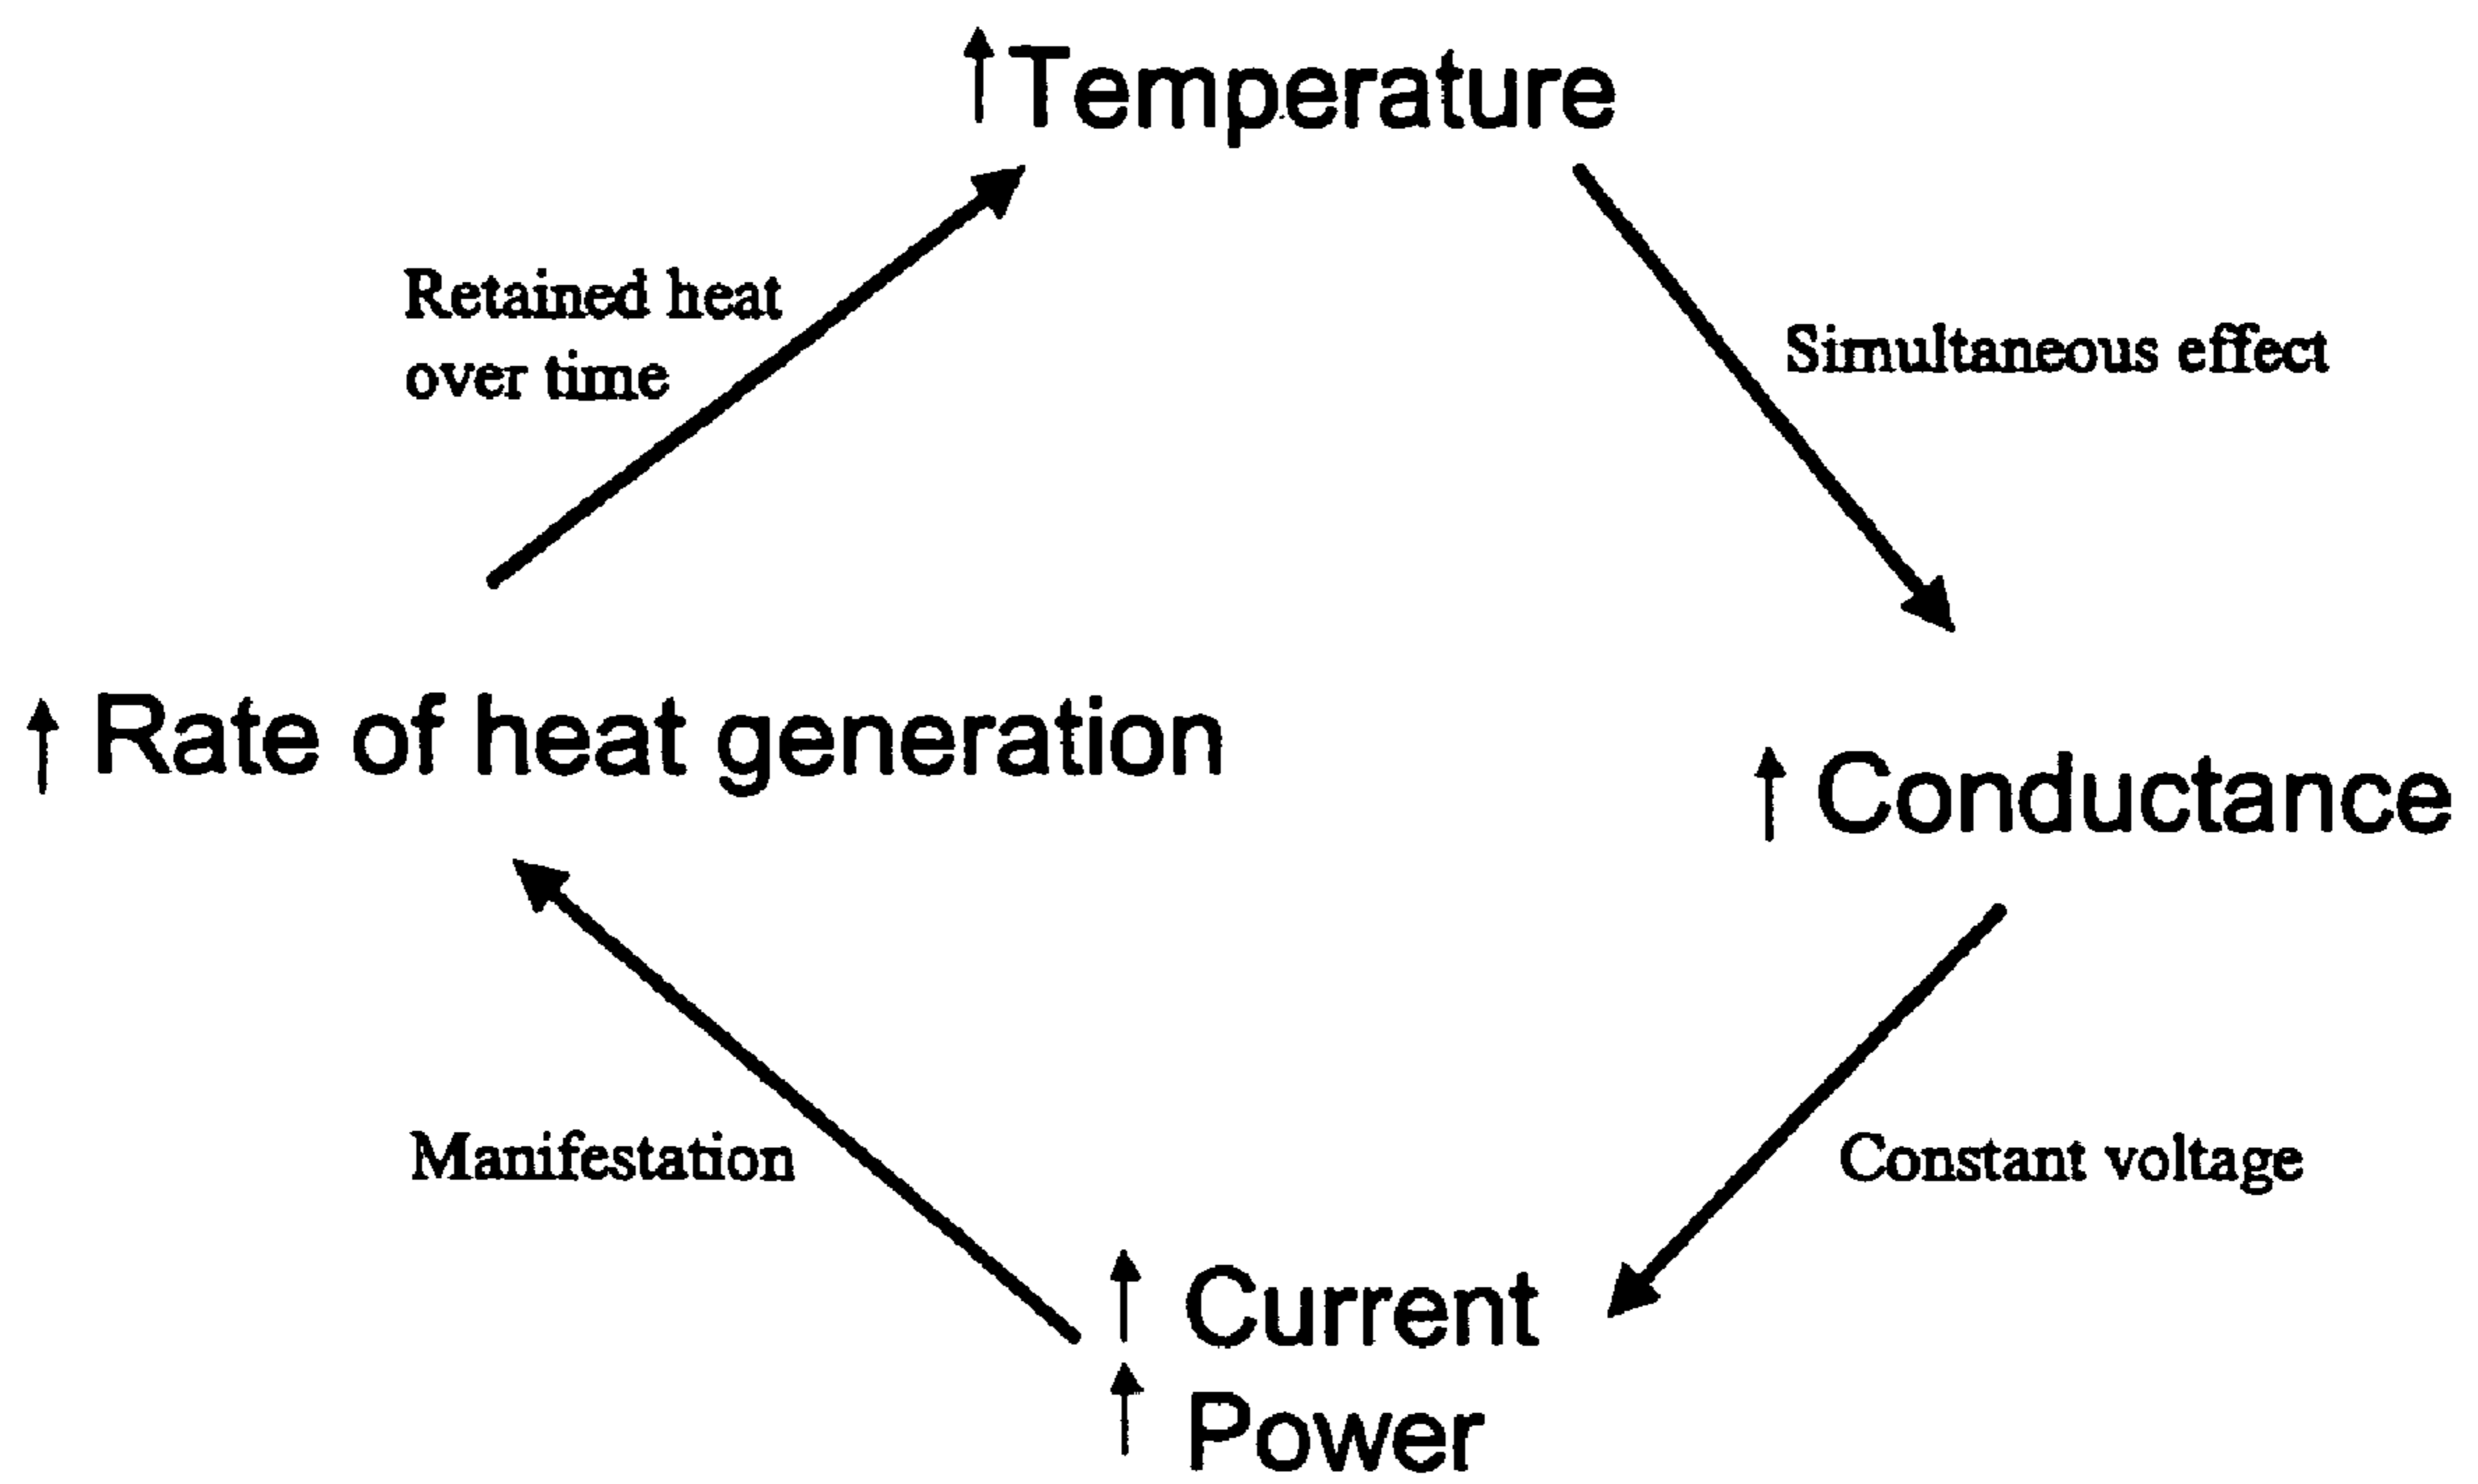 ↑Temperature
Retained heat
over time
Simultaneous effect
↑ Rate of heat generation
↑ Conductance
Manifestation
Constant voltage
↑ Current
↑ Power